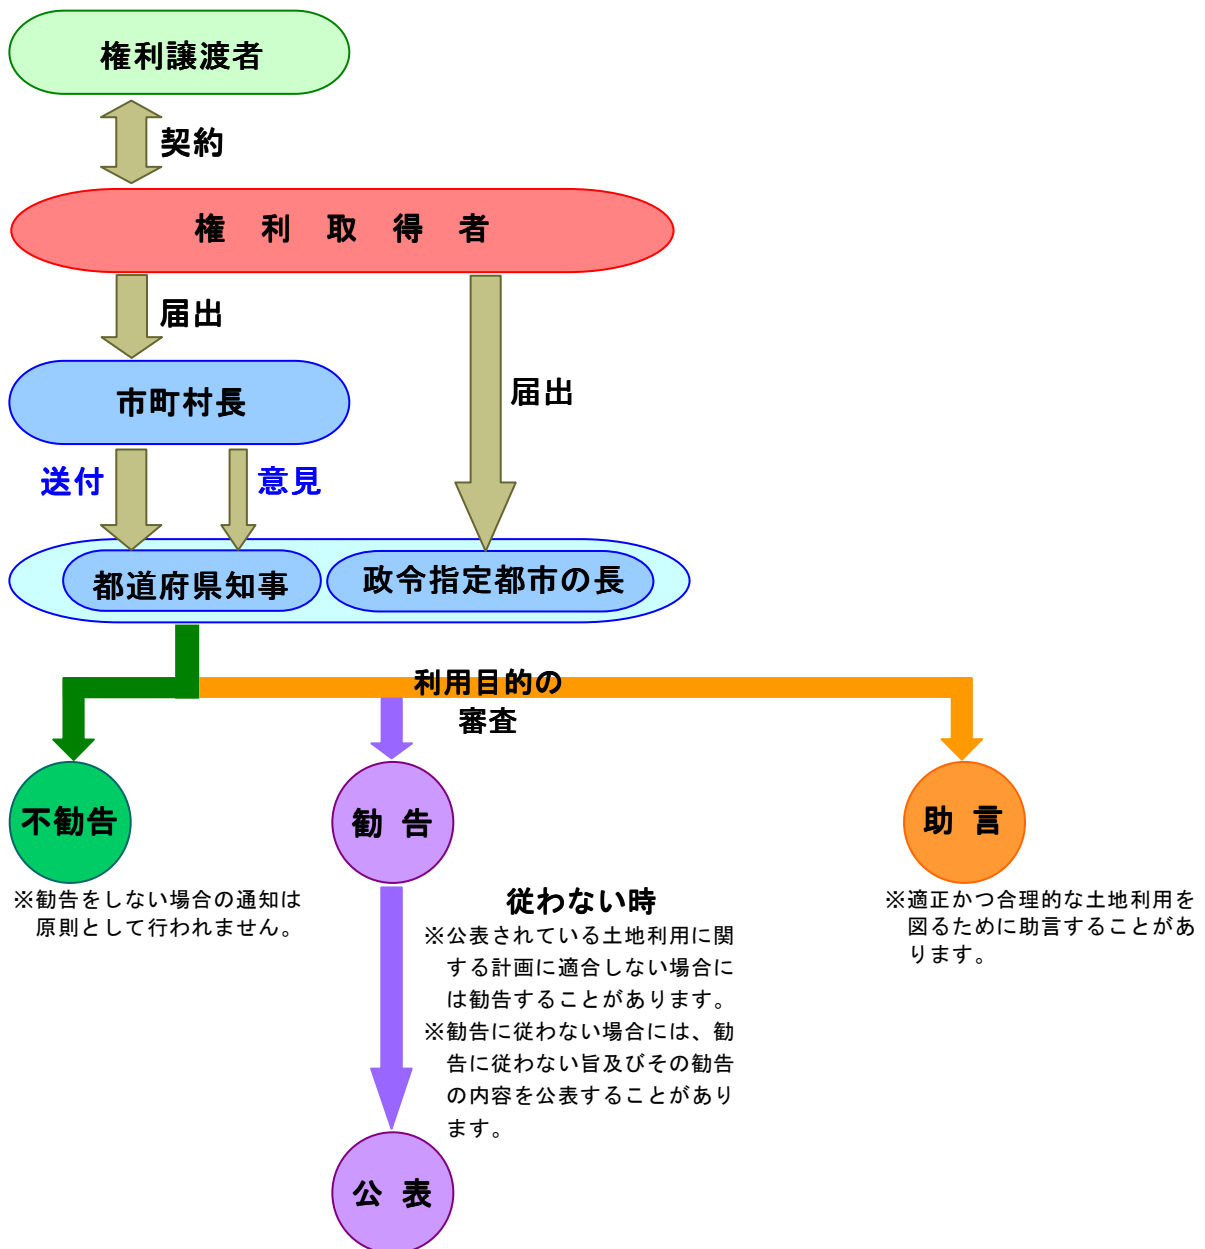 権利譲渡者
契約
権 利 取 得 者
届出
届出
市町村長
送付
意見
都道府県知事
政令指定都市の長
利用目的の
審査
不勧告
勧 告
助 言
※勧告をしない場合の通知は
原則として行われません。
従わない時
※公表されている土地利用に関
する計画に適合しない場合に
は勧告することがあります。
※勧告に従わない場合には、勧
告に従わない旨及びその勧告
の内容を公表することがあり
ます。
※適正かつ合理的な土地利用を
図るために助言することがあ
ります。
公 表